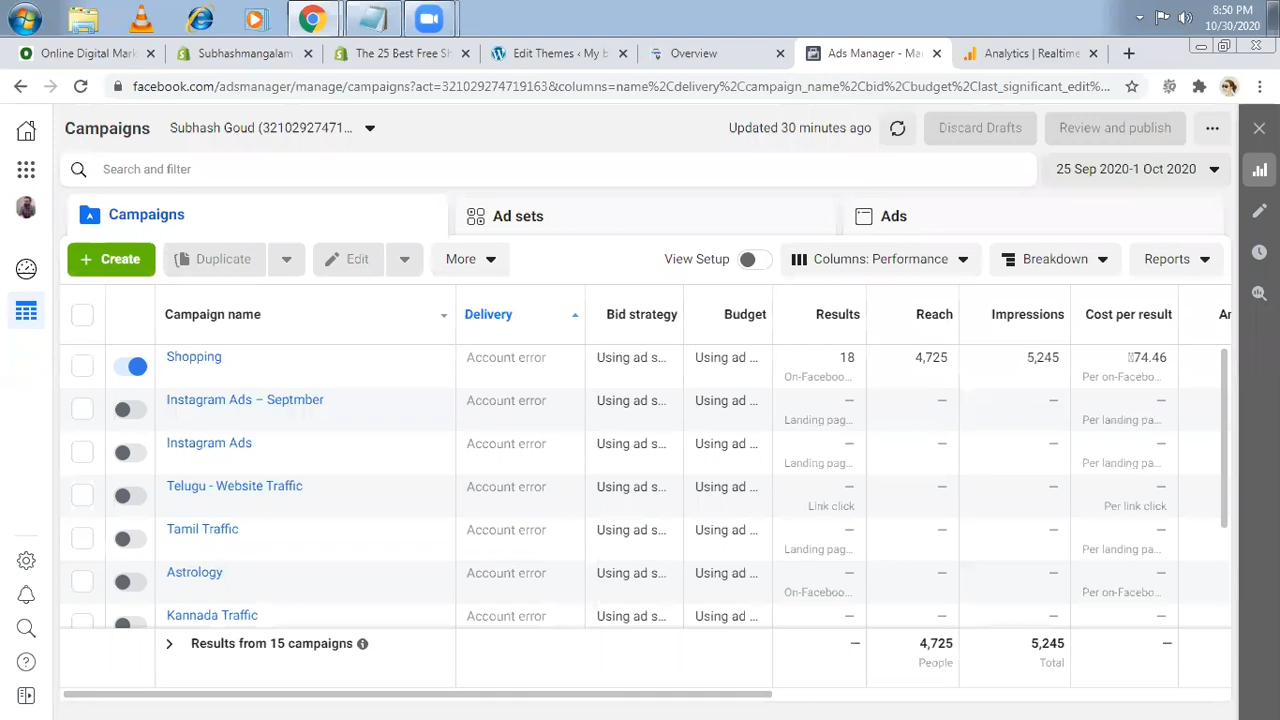 8:50 PM
10/30/2020
Online Digital Mark
Subhashmangalam
The 25 Best Free Sh
Edit Themes ‹ My b
Overview
Ads Manager - Ma
Analytics | Realtime
facebook.com/adsmanager/manage/campaigns?act=321029274719163&columns=name%2Cdelivery%2Ccampaign_name%2Cbid%2Cbudget%2Clast_significant_edit%...
Campaigns
Subhash Goud (32102927471...
Updated 30 minutes ago
Discard Drafts
Review and publish
Search and filter
25 Sep 2020-1 Oct 2020
Campaigns
Ad sets
Ads
+ Create
Duplicate
Edit
More
View Setup
Columns: Performance
Breakdown
Reports
Campaign name
Delivery
Bid strategy
Budget
Results
Reach
Impressions
Cost per result
Ar
Shopping
Account error
Using ad s...
Using ad ...
18
4,725
5,245
74.46
On-Faceboo...
Per on-Facebo...
Instagram Ads – Septmber
Account error
Using ad s...
Using ad ...
—
—
—
—
Landing pag...
Per landing pa...
Instagram Ads
Account error
Using ad s...
Using ad ...
—
—
—
—
Landing pag...
Per landing pa...
Telugu - Website Traffic
Account error
Using ad s...
Using ad ...
—
—
—
—
Link click
Per link click
Tamil Traffic
Account error
Using ad s...
Using ad ...
—
—
—
—
Landing pag...
Per landing pa...
Astrology
Account error
Using ad s...
Using ad ...
—
—
—
—
On-Faceboo...
Per on-Facebo...
Kannada Traffic
Account error
Using ad s...
Using ad ...
—
—
—
—
Results from 15 campaigns
—
4,725
5,245
—
People
Total